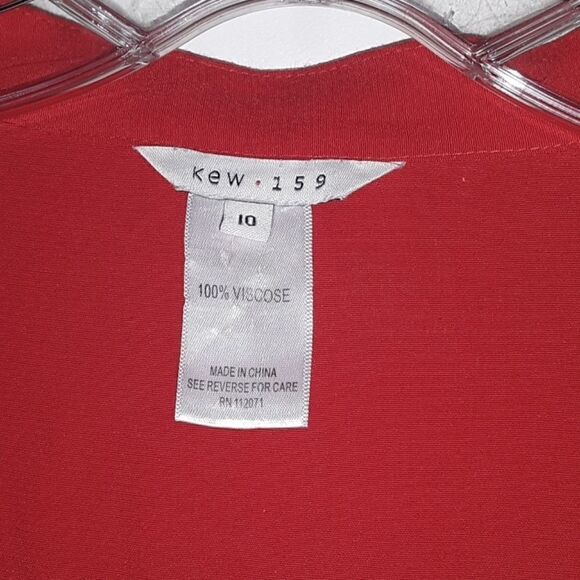 kew . 159
10
100% VISCOSE
MADE IN CHINA
SEE REVERSE FOR CARE
RN 112071